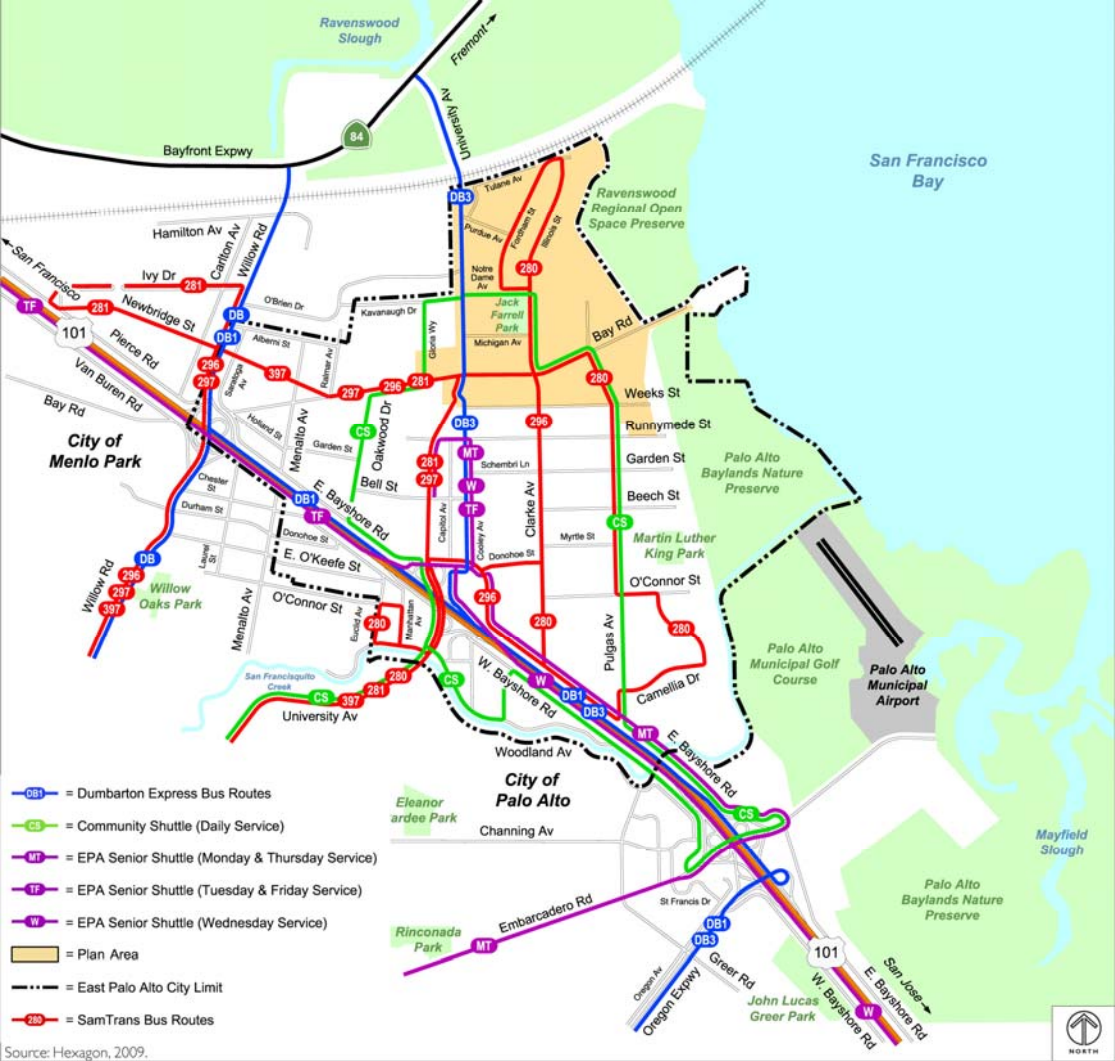 Ravenswood
Slough
Fremont
University Av
84
Bayfront Expwy
San Francisco
Bay
DB3
Tulane Av
Ravenswood
Regional Open
Space Preserve
Hamilton Av
Carlton Av
Willow Rd
Purdue Av
Fordham St
Illinois St
San Francisco
Ivy Dr
281
Notre
Dame
Av
280
TF
281
Newbridge St
O'Brien Dr
DB
Kavanaugh Dr
Jack
Farrell
Park
101
Pierce Rd
DB1
Alberni St
Gloria Wy
Michigan Av
Bay Rd
Van Buren Rd
296
297
Saratoga
Av
397
Ralmar Av
297
296
281
280
Weeks St
Bay Rd
Holland St
Menalto Av
CS
Oakwood Dr
DB3
296
Runnymede St
City of
Menlo Park
Garden St
MT
Garden St
Palo Alto
Baylands Nature
Preserve
281
297
Schembri Ln
Chester
St
Bell St
W
Beech St
DB1
E. Bayshore Rd
TF
Capitol Av
Cooley Av
TF
Clarke Av
Durham St
CS
Myrtle St
Martin Luther
King Park
Donohoe St
Donohoe St
DB
Laurel
St
E. O'Keefe St
O'Connor St
Willow Rd
296
297
397
Willow
Oaks Park
Menalto Av
O'Connor St
Euclid Av
280
Manhattan
Av
296
280
Pulgas Av
280
Palo Alto
Municipal Golf
Course
Palo Alto
Municipal
Airport
San Francisquito
Creek
CS
397
281
280
University Av
CS
W. Bayshore Rd
W
DB1
DB3
Camellia Dr
MT
E. Bayshore Rd
Woodland Av
City of
Palo Alto
DB1
= Dumbarton Express Bus Routes
CS
= Community Shuttle (Daily Service)
MT
= EPA Senior Shuttle (Monday & Thursday Service)
TF
= EPA Senior Shuttle (Tuesday & Friday Service)
W
= EPA Senior Shuttle (Wednesday Service)
= Plan Area
= East Palo Alto City Limit
280
= SamTrans Bus Routes
Eleanor
ardee Park
Channing Av
CS
Mayfield
Slough
Embarcadero Rd
St Francis Dr
Palo Alto
Baylands Nature
Preserve
Rinconada
Park
MT
DB1
DB3
Oregon Av
Oregon Expwy
Greer Rd
101
San Jose
John Lucas
Greer Park
W. Bayshore Rd
W
E. Bayshore Rd
NORTH
Source: Hexagon, 2009.